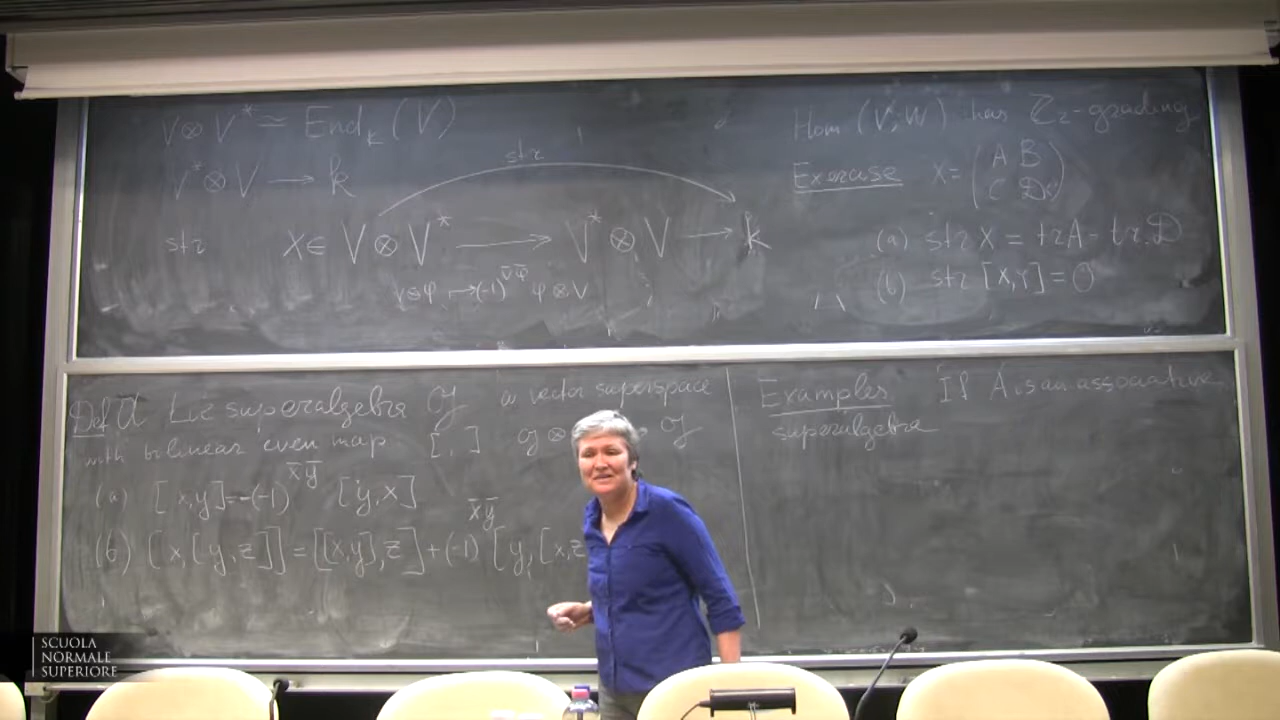 V ⊗ V* ≃ End_k (V)
V* ⊗ V → k
str
str X ∈ V ⊗ V* → V* ⊗ V → k
v ⊗ φ ↦ (-1)^{v̄ φ̄} φ ⊗ v
Hom (V, W) has Z₂-grading
Exercise X = (A B
C D)
(a) str X = tr A - tr D
(b) str [X,Y] = 0
Def A Lie superalgebra g a vector superspace
with bilinear even map [ , ] g ⊗ g
(a) [x,y] = -(-1)^{x̄ȳ} [y,x]
(b) [x,[y,z]] = [[x,y],z] + (-1)^{x̄ȳ} [y,[x,z
Examples. If A is an associative
superalgebra
SCUOLA
NORMALE
SUPERIORE